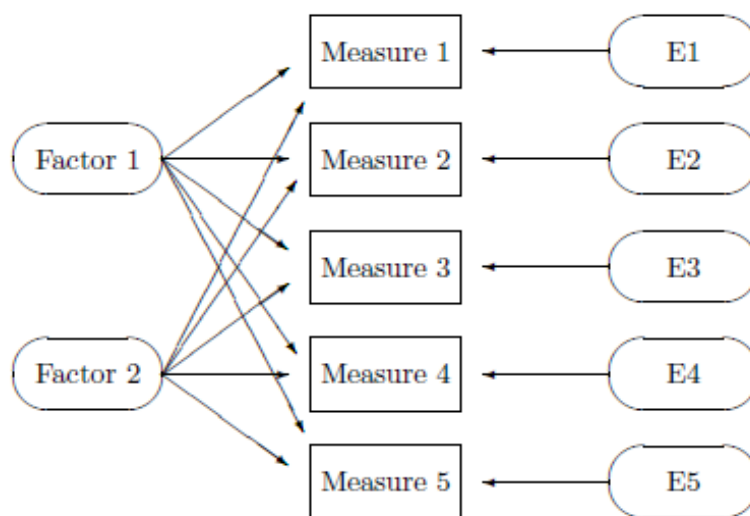 Measure 1
E1
Factor 1
Measure 2
E2
Measure 3
E3
Factor 2
Measure 4
E4
Measure 5
E5